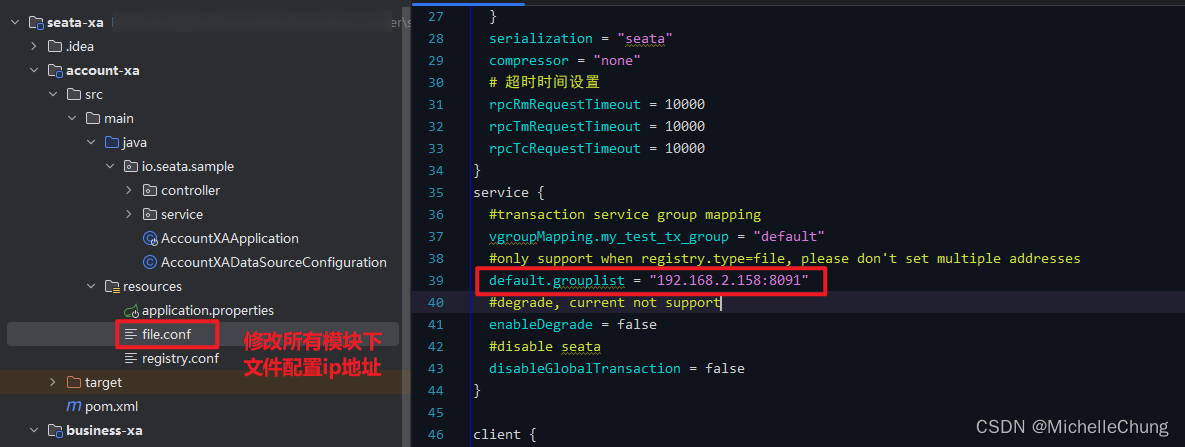 seata-xa
.idea
account-xa
src
main
java
io.seata.sample
controller
service
AccountXAApplication
AccountXADataSourceConfiguration
resources
application.properties
file.conf
registry.conf
修改所有模块下
文件配置ip地址
target
pom.xml
business-xa
27 }
28 serialization = "seata"
29 compressor = "none"
30 # 超时时间设置
31 rpcRmRequestTimeout = 10000
32 rpcTmRequestTimeout = 10000
33 rpcTcRequestTimeout = 10000
34 }
35 service {
36 #transaction service group mapping
37 vgroupMapping.my_test_tx_group = "default"
38 #only support when registry.type=file, please don't set multiple addresses
39 default.grouplist = "192.168.2.158:8091"
40 #degrade, current not support
41 enableDegrade = false
42 #disable seata
43 disableGlobalTransaction = false
44 }
45
46 client {
CSDN @MichelleChung